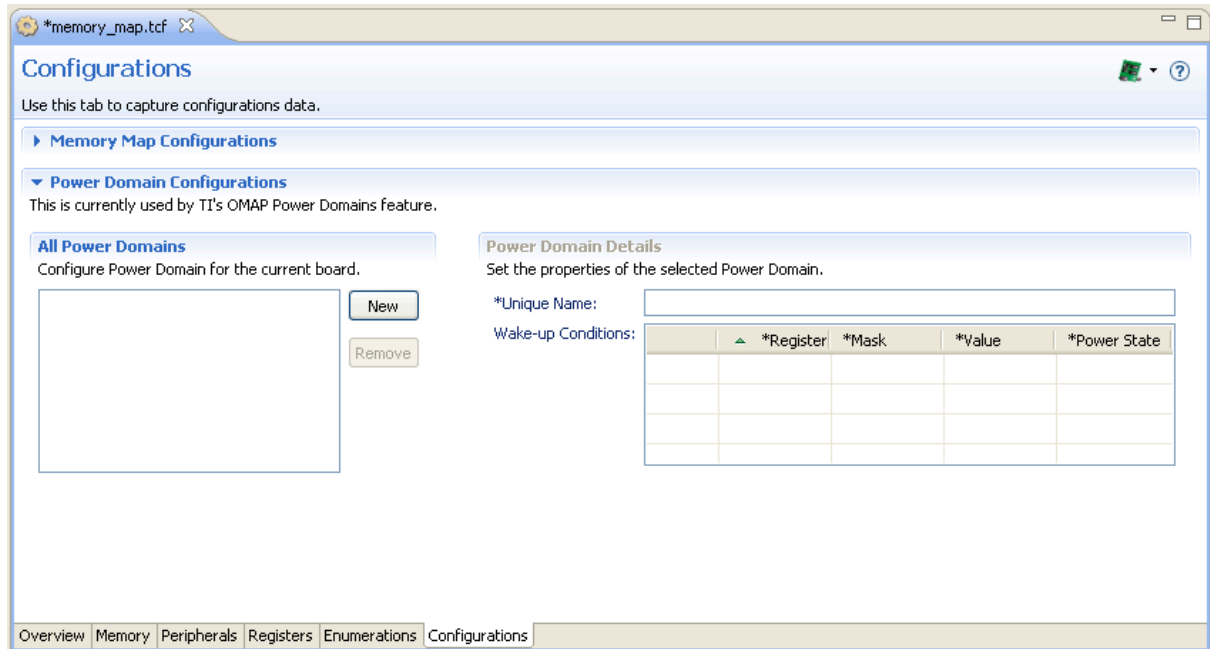 *memory_map.tcf
Configurations
Use this tab to capture configurations data.
Memory Map Configurations
Power Domain Configurations
This is currently used by TI's OMAP Power Domains feature.
All Power Domains
Configure Power Domain for the current board.
New
Remove
Power Domain Details
Set the properties of the selected Power Domain.
*Unique Name:
Wake-up Conditions:
*Register *Mask *Value *Power State
Overview Memory Peripherals Registers Enumerations Configurations